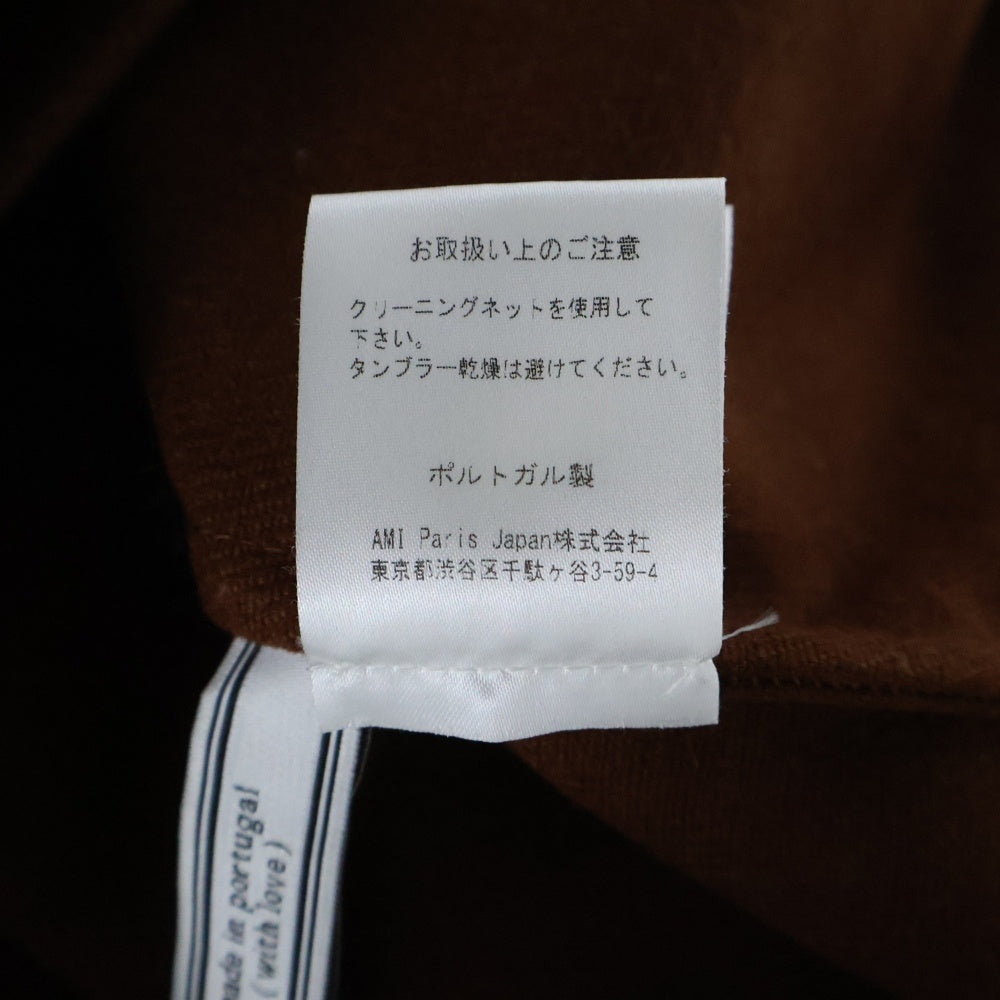 お取扱い上のご注意
クリーニングネットを使用して
下さい。
タンブラー乾燥は避けてください。
ポルトガル製
AMI Paris Japan株式会社
東京都渋谷区千駄ヶ谷3-59-4
made in portugal
(with love)